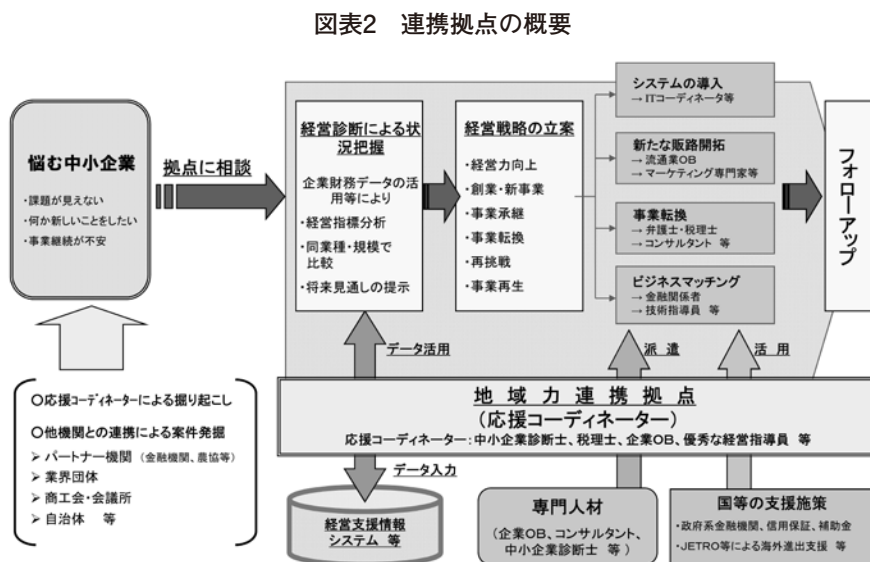 図表2　連携拠点の概要
悩む中小企業
・課題が見えない
・何か新しいことをしたい
・事業継続が不安
拠点に相談
経営診断による状
況把握
企業財務データの活
用等により
・経営指標分析
・同業種・規模で
比較
・将来見通しの提示
経営戦略の立案
・経営力向上
・創業・新事業
・事業承継
・事業転換
・再挑戦
・事業再生
システムの導入
→ ITコーディネータ等
新たな販路開拓
→ 流通業OB
→ マーケティング専門家等
事業転換
→ 弁護士・税理士
→ コンサルタント 等
ビジネスマッチング
→ 金融関係者
→ 技術指導員 等
フォローアップ
データ活用
派 遣
活 用
地 域 力 連 携 拠 点
（応援コーディネーター）
応援コーディネーター：中小企業診断士、税理士、企業OB、優秀な経営指導員 等
○応援コーディネーターによる掘り起こし
○他機関との連携による案件発掘
➢ パートナー機関（金融機関、農協等）
➢ 業界団体
➢ 商工会・会議所
➢ 自治体　等
データ入力
経営支援情報
システム 等
専門人材
（企業OB、コンサルタント、
中小企業診断士 等）
国等の支援施策
・政府系金融機関、信用保証、補助金
・JETRO等による海外進出支援 等